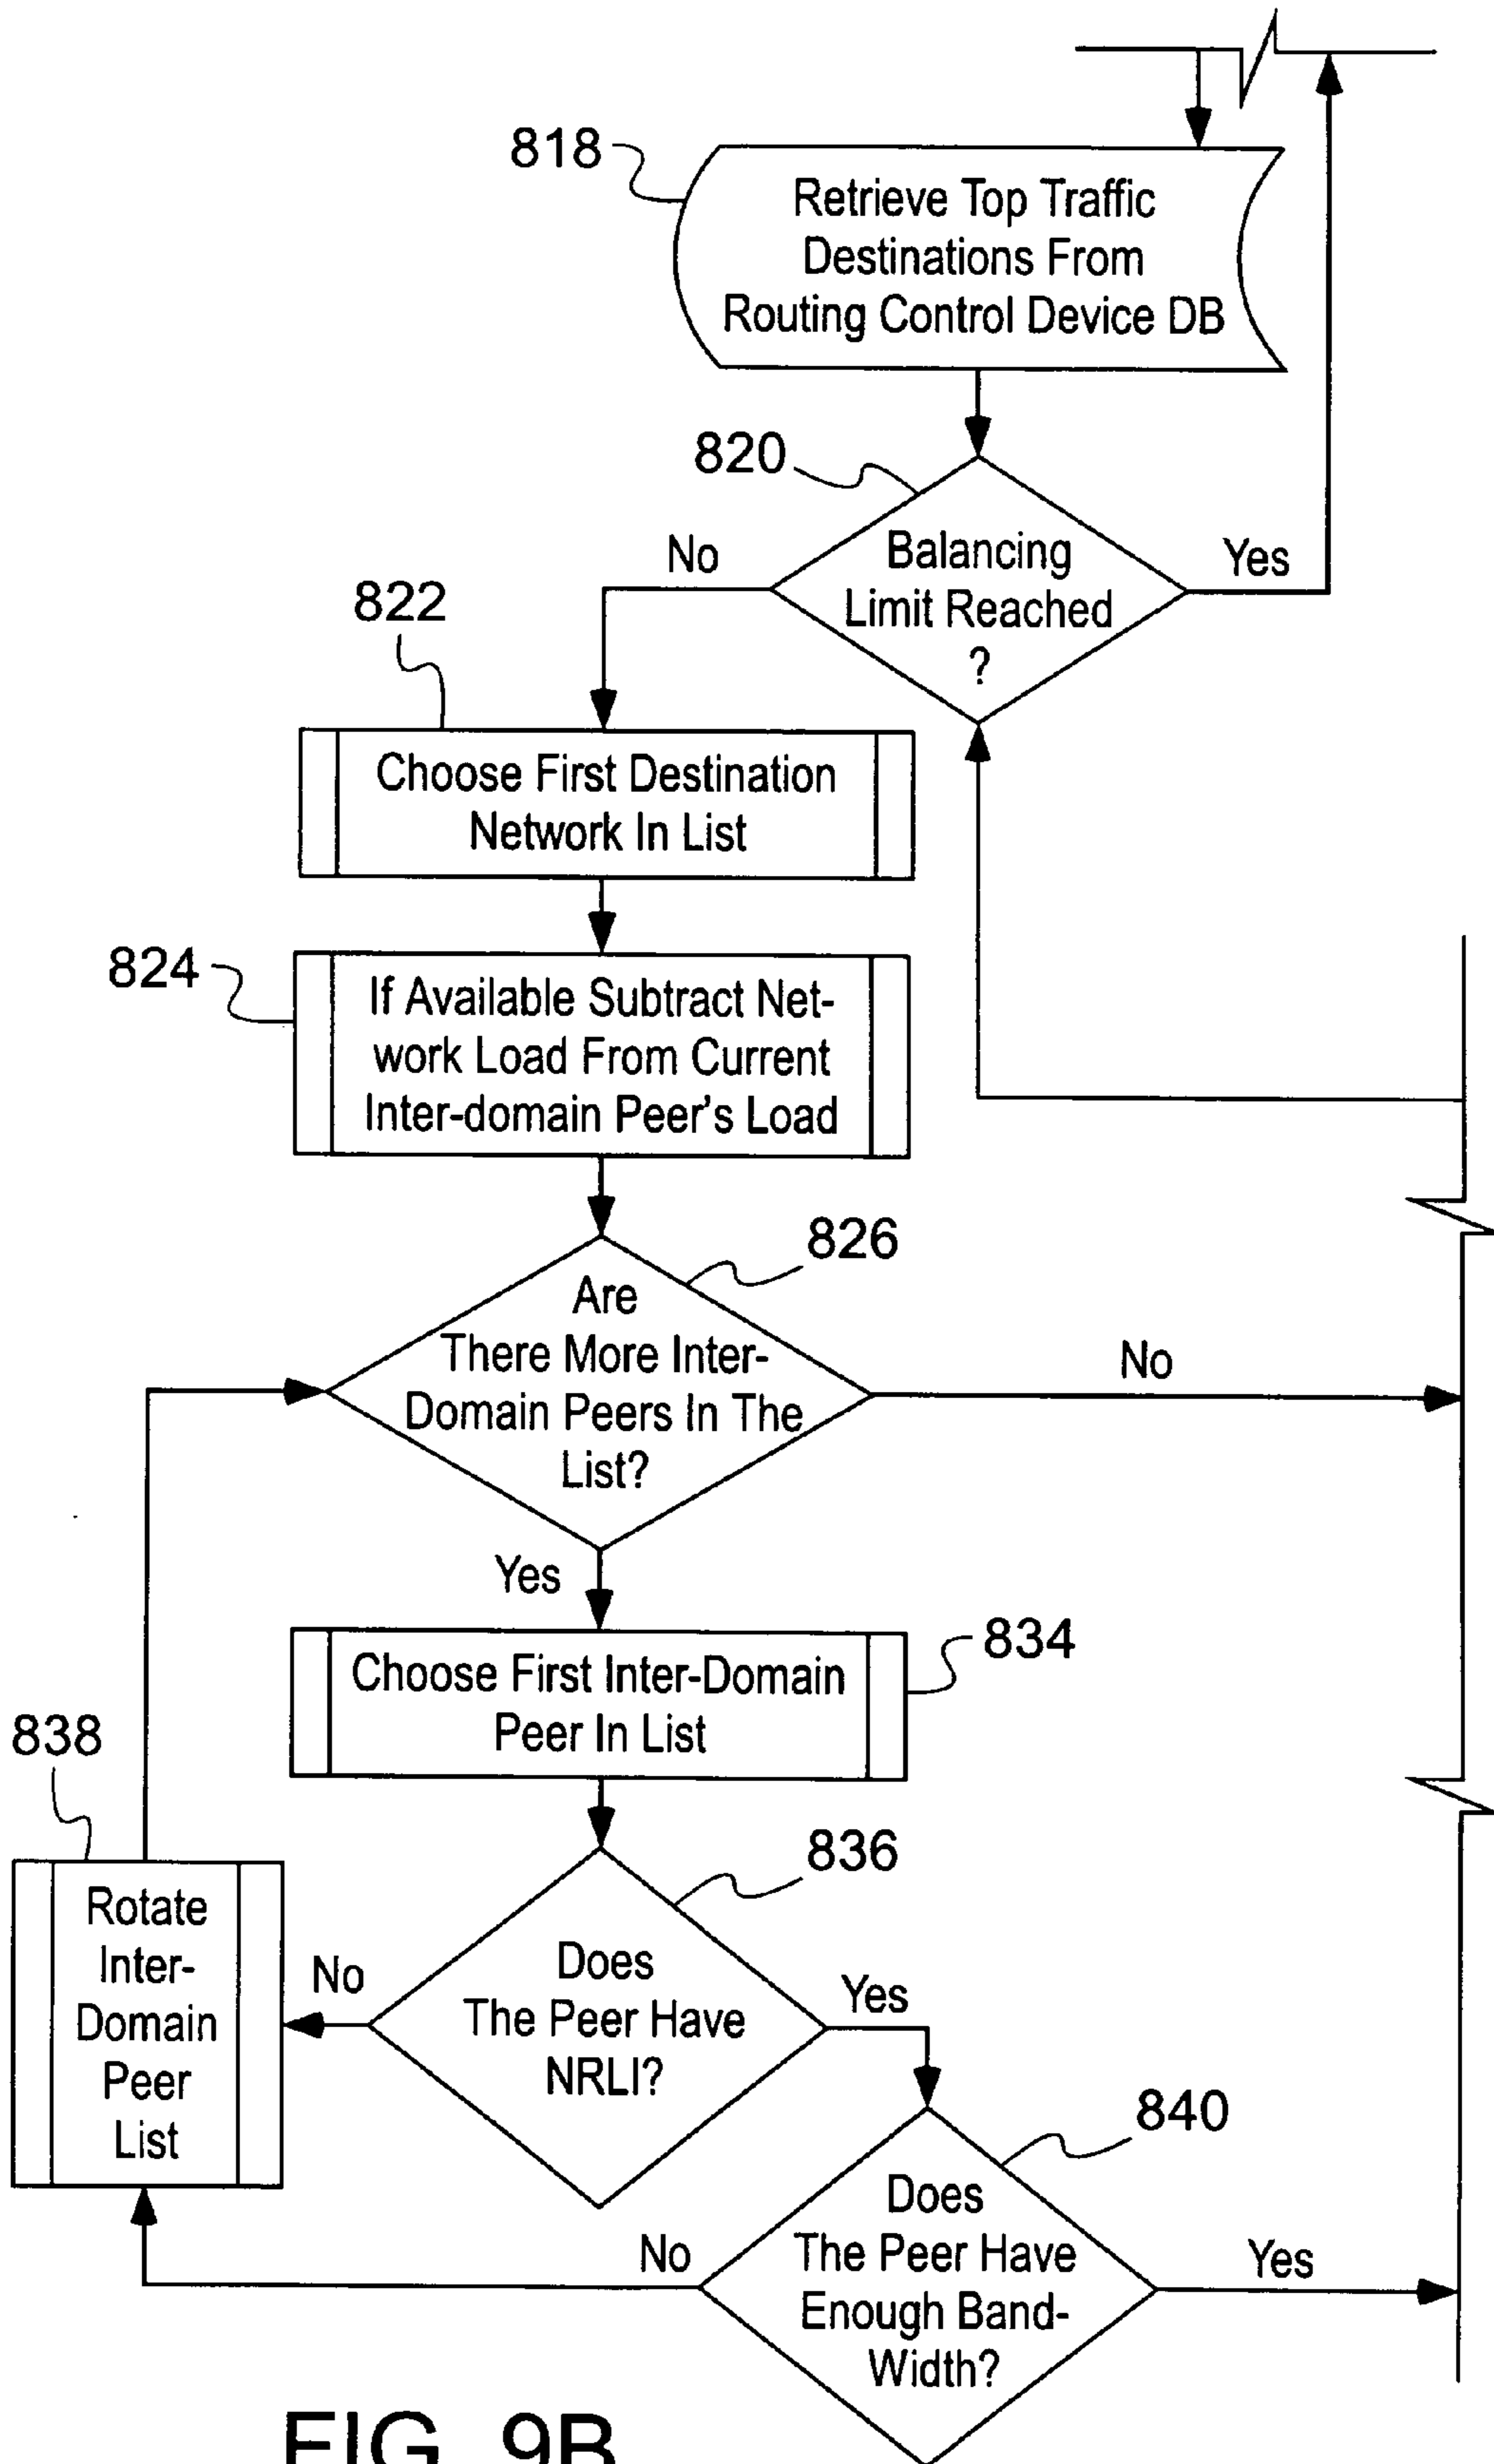 818
Retrieve Top Traffic
Destinations From
Routing Control Device DB
820
Balancing
Limit Reached
?
No
Yes
822
Choose First Destination
Network In List
824
If Available Subtract Net-
work Load From Current
Inter-domain Peer's Load
826
Are
There More Inter-
Domain Peers In The
List?
No
Yes
834
Choose First Inter-Domain
Peer In List
838
Rotate
Inter-
Domain
Peer
List
836
Does
The Peer Have
NRLI?
No
Yes
840
Does
The Peer Have
Enough Band-
Width?
No
Yes
FIG. 9B